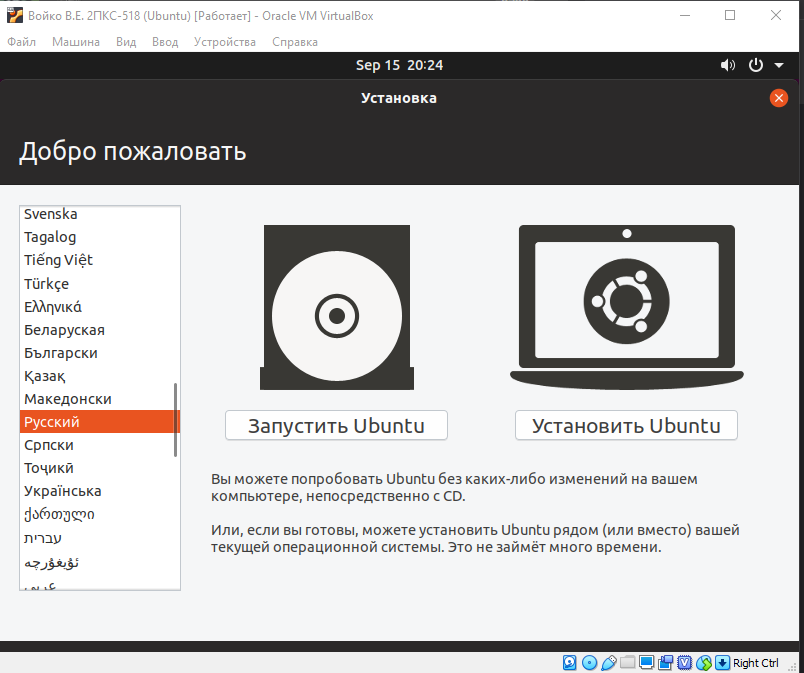 Войко В.Е. 2ПКС-518 (Ubuntu) [Работает] - Oracle VM VirtualBox
Файл Машина Вид Ввод Устройства Справка
Sep 15 20:24
Установка
Добро пожаловать
Svenska
Tagalog
Tiếng Việt
Türkçe
Ελληνικά
Беларуская
Български
Қазақ
Македонски
Русский
Српски
Тоҷикӣ
Українська
ქართული
עברית
ئۇيغۇرچە
عربي
Запустить Ubuntu
Установить Ubuntu
Вы можете попробовать Ubuntu без каких-либо изменений на вашем
компьютере, непосредственно с CD.
Или, если вы готовы, можете установить Ubuntu рядом (или вместо) вашей
текущей операционной системы. Это не займёт много времени.
Right Ctrl